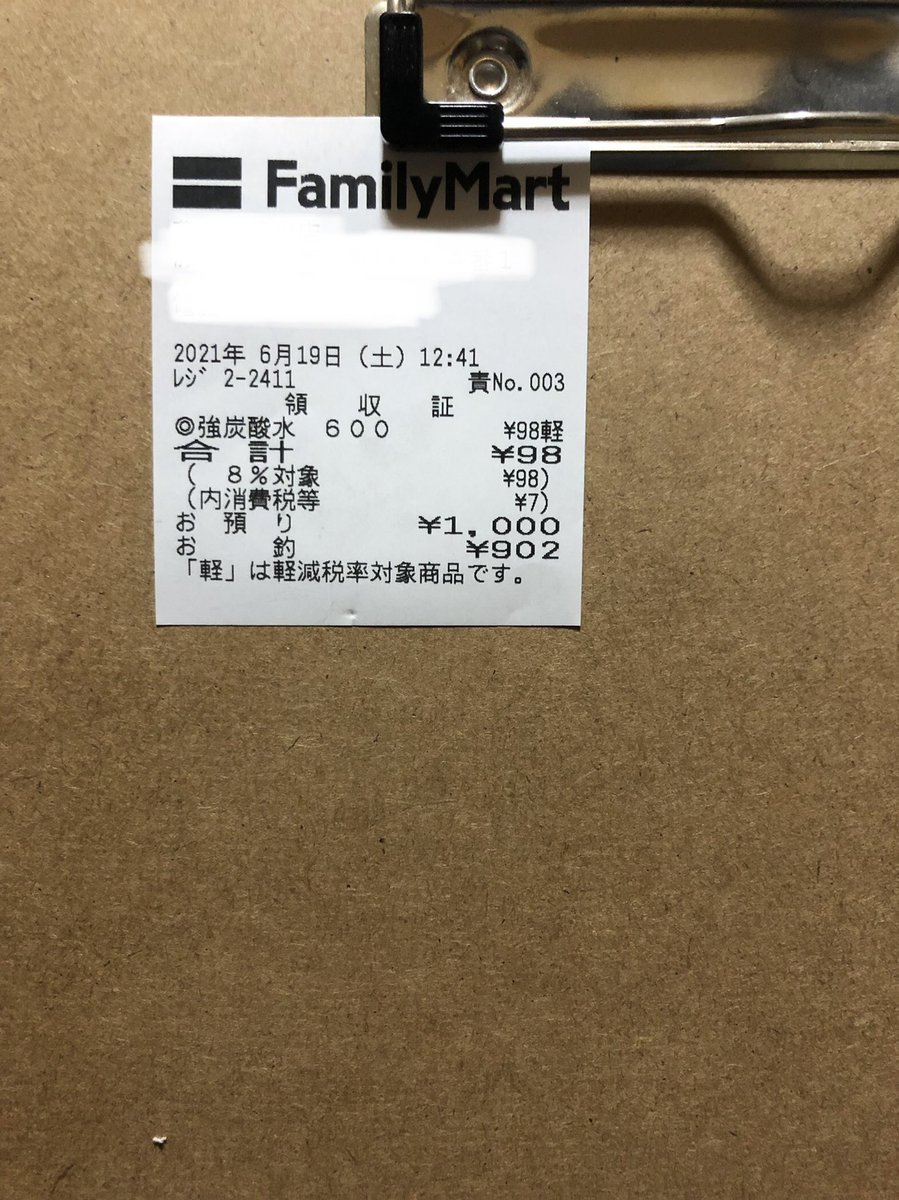 FamilyMart
2021年 6月19日 (土) 12:41
ﾚｼﾞ 2-2411 責No.003
領 収 証
◎強炭酸水 600 ¥98軽
合 計 ¥98
( 8%対象 ¥98)
(内消費税等 ¥7)
お 預 り ¥1,000
お 釣 ¥902
「軽」は軽減税率対象商品です。